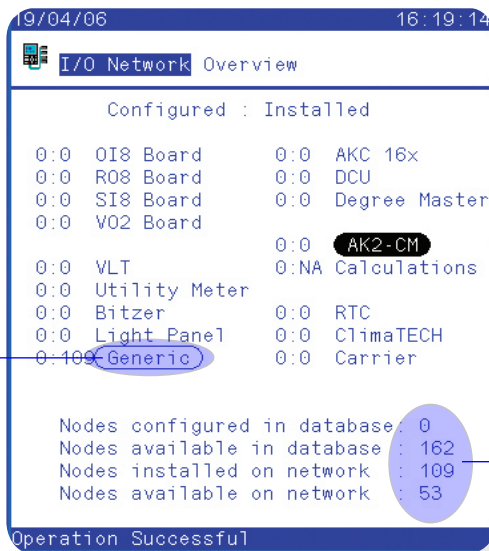 19/04/06 16:19:14
I/O Network Overview
Configured : Installed
0:0 OI8 Board 0:0 AKC 16x
0:0 RO8 Board 0:0 DCU
0:0 SI8 Board 0:0 Degree Master
0:0 VO2 Board
0:0 AK2-CM
0:0 VLT 0:NA Calculations
0:0 Utility Meter
0:0 Bitzer 0:0 RTC
0:0 Light Panel 0:0 ClimaTECH
0:109 Generic 0:0 Carrier
Nodes configured in database: 0
Nodes available in database : 162
Nodes installed on network : 109
Nodes available on network : 53
Operation Successful